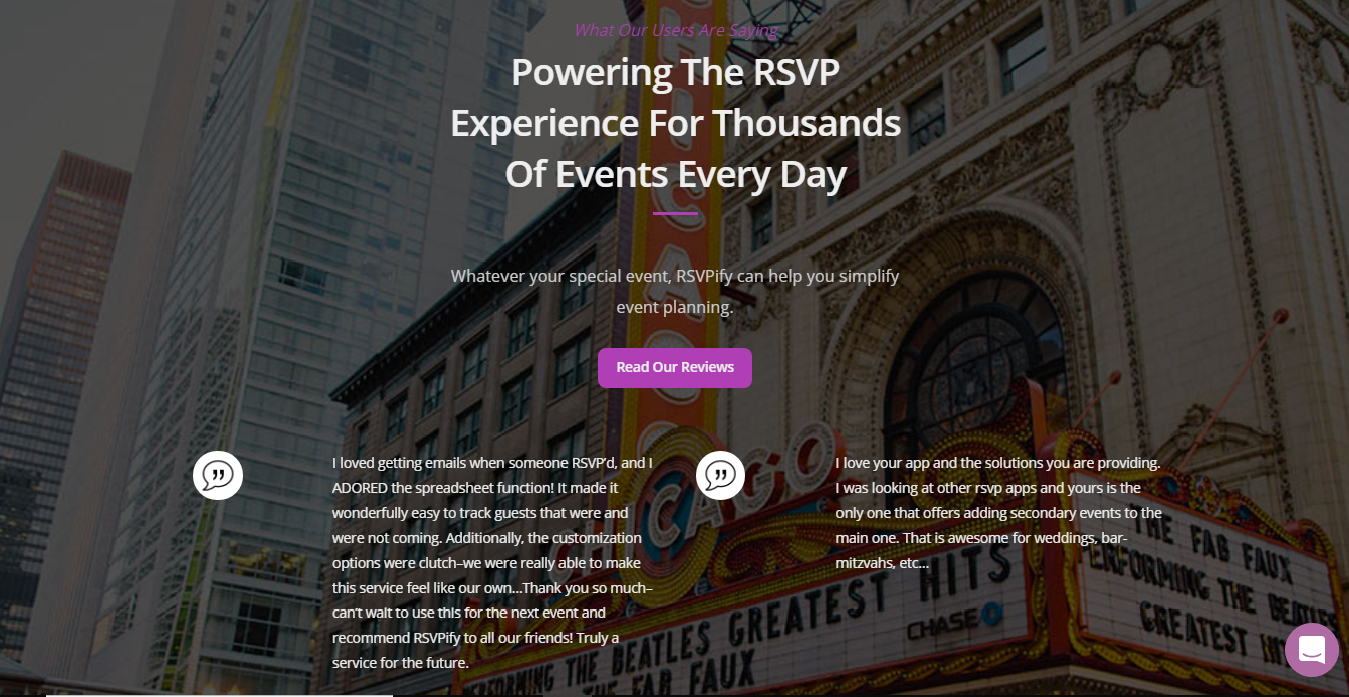 What Our Users Are Saying
Powering The RSVP
Experience For Thousands
Of Events Every Day
Whatever your special event, RSVPify can help you simplify
event planning.
Read Our Reviews
I loved getting emails when someone RSVP'd, and I
ADORED the spreadsheet function! It made it
wonderfully easy to track guests that were and
were not coming. Additionally, the customization
options were clutch–we were really able to make
this service feel like our own...Thank you so much–
can't wait to use this for the next event and
recommend RSVPify to all our friends! Truly a
service for the future.
I love your app and the solutions you are providing.
I was looking at other rsvp apps and yours is the
only one that offers adding secondary events to the
main one. That is awesome for weddings, bar-
mitzvahs, etc...
CHICAGO
CHICAGO
PERFORMING THE BEATLES GREATEST HITS
THE FAB FAUX
CHASE
THE FAB FAUX
PERFORMING THE BEATLES
GREATEST